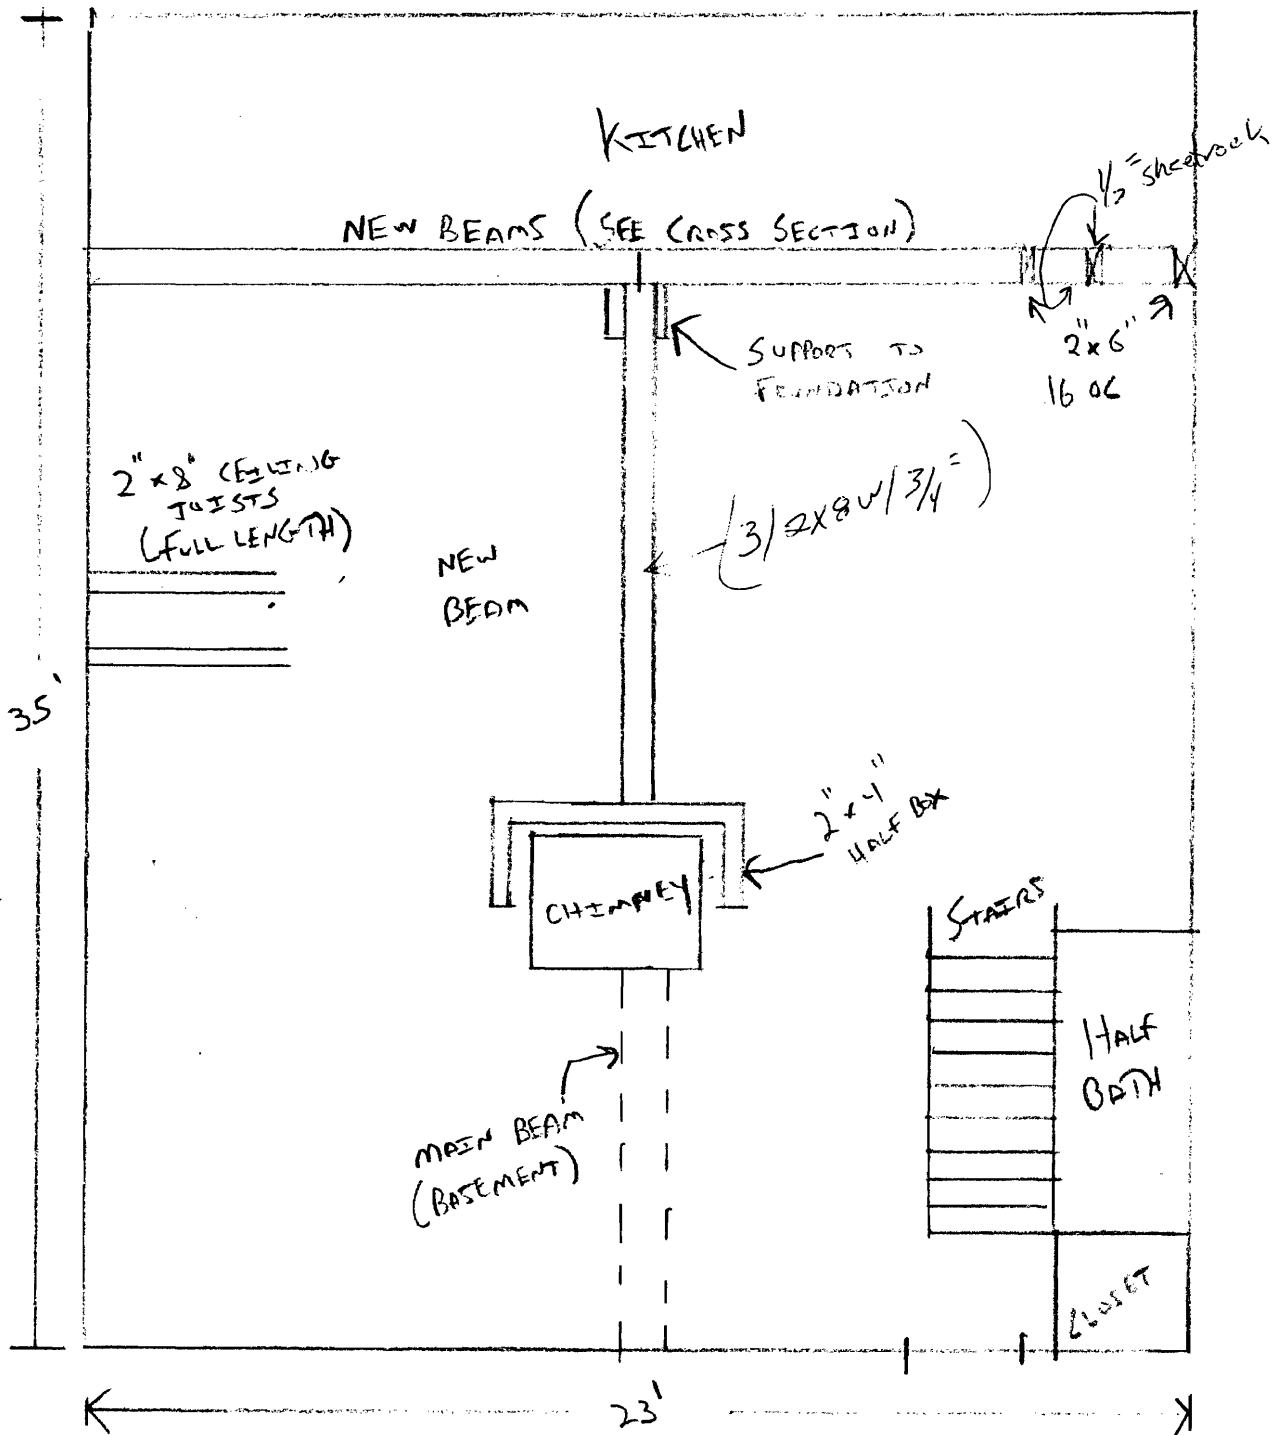 KITCHEN
1/2" sheetrock
NEW BEAMS (SEE CROSS SECTION)
SUPPORT TO
FOUNDATION
2"x6"
16 OC
2"x8" CEILING
JOISTS
(FULL LENGTH)
(3) 2x8 w/ 3/4"
NEW
BEAM
35'
2"x4"
HALF BOX
CHIMNEY
STAIRS
HALF
BATH
MAIN BEAM
(BASEMENT)
CLOSET
23'